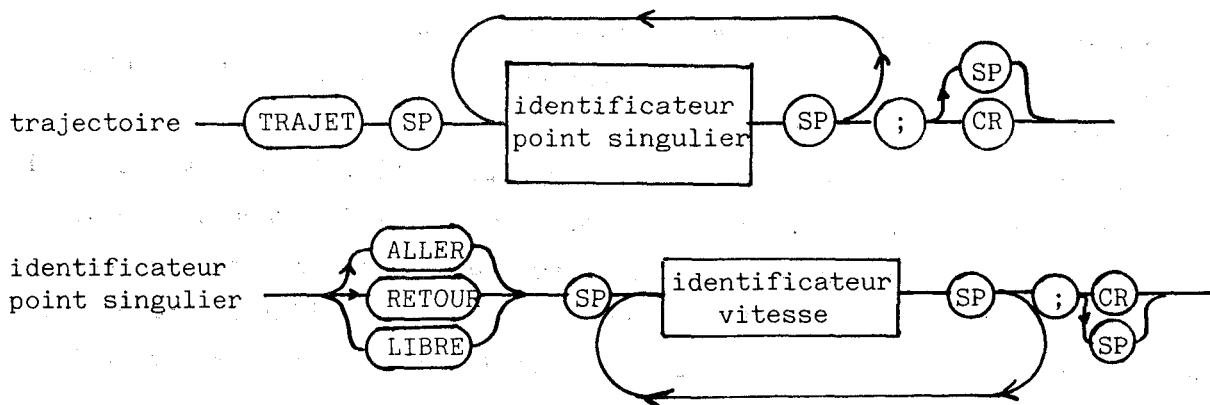 SP
trajectoire TRAJET SP identificateur point singulier SP ; CR
ALLER
identificateur point singulier RETOUR SP identificateur vitesse SP ; CR
LIBRE SP